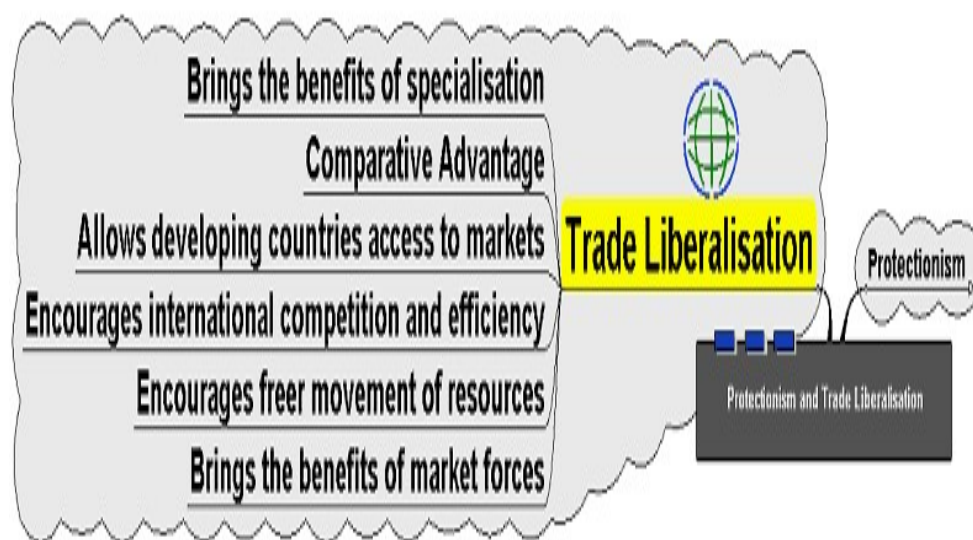 Brings the benefits of specialisation
Comparative Advantage
Allows developing countries access to markets
Encourages international competition and efficiency
Encourages freer movement of resources
Brings the benefits of market forces
Trade Liberalisation
Protectionism
Protectionism and Trade Liberalisation